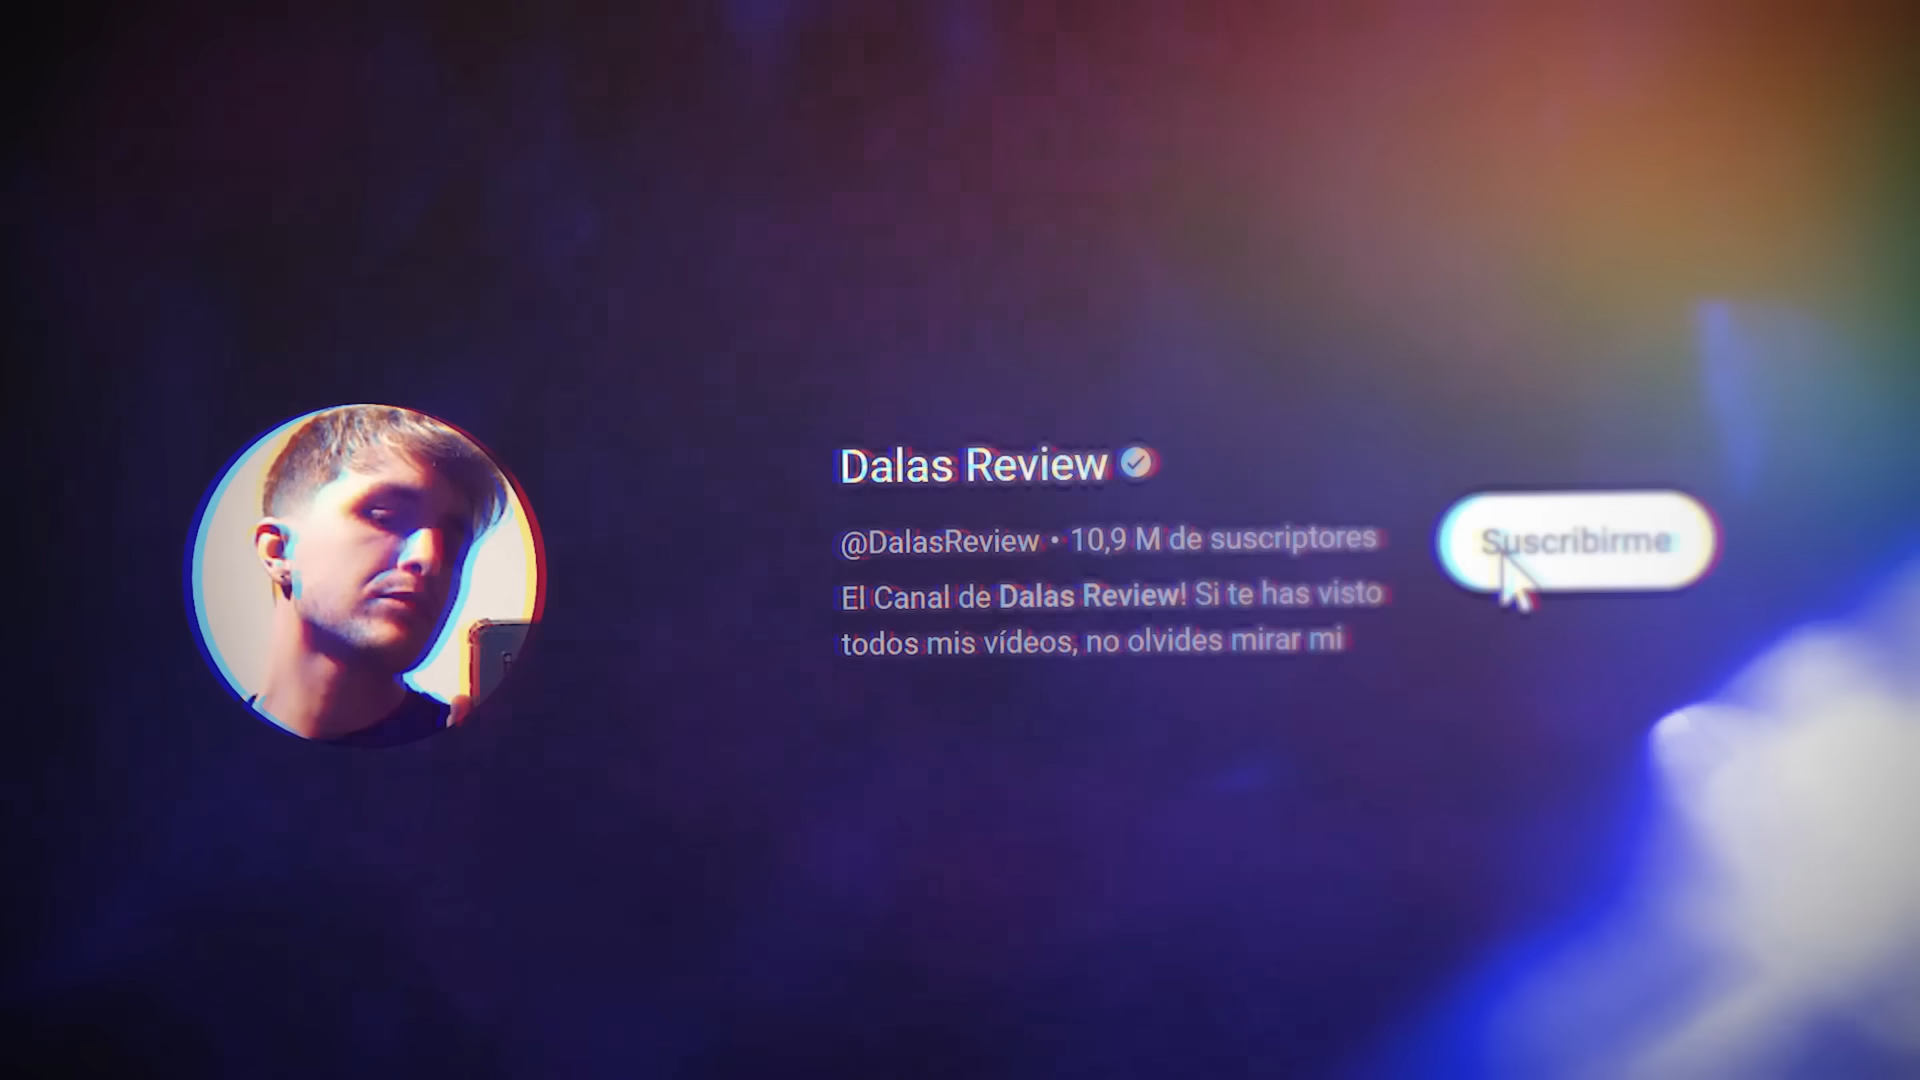 Dalas Review
@DalasReview • 10,9 M de suscriptores
El Canal de Dalas Review! Si te has visto
todos mis vídeos, no olvides mirar mi
Suscribirme